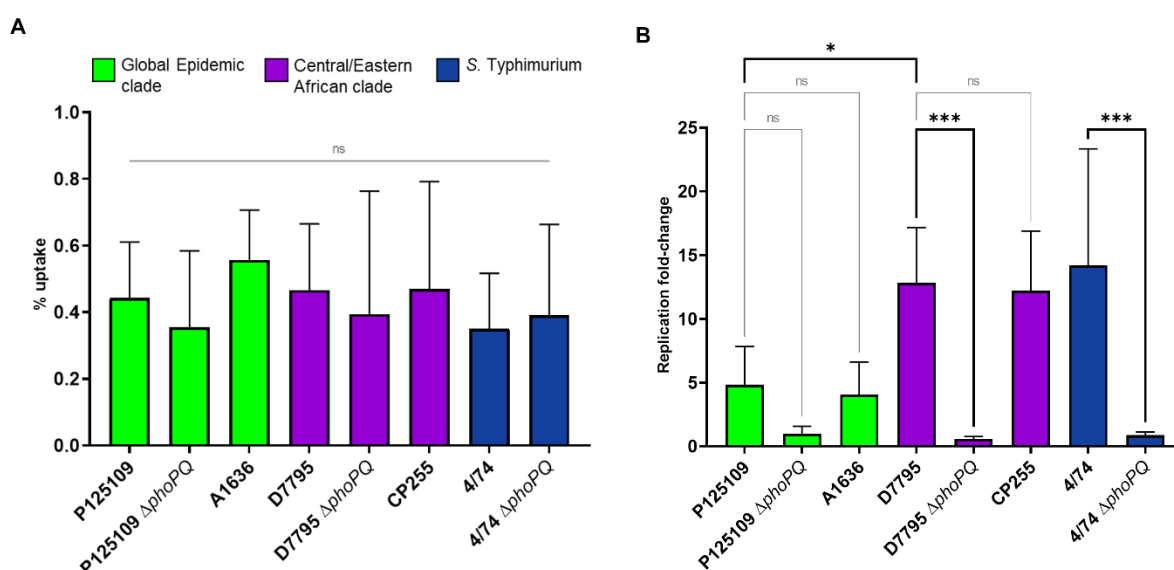 A
Global Epidemic
clade
Central/Eastern
African clade
S. Typhimurium
% uptake
1.0
0.8
0.6
0.4
0.2
0.0
ns
P125109
P125109 ΔphoPQ
A1636
D7795
D7795 ΔphoPQ
CP255
4/74
4/74 ΔphoPQ
B
Replication fold-change
25
20
15
10
5
0
*
ns
ns
ns
***
***
P125109
P125109 ΔphoPQ
A1636
D7795
D7795 ΔphoPQ
CP255
4/74
4/74 ΔphoPQ